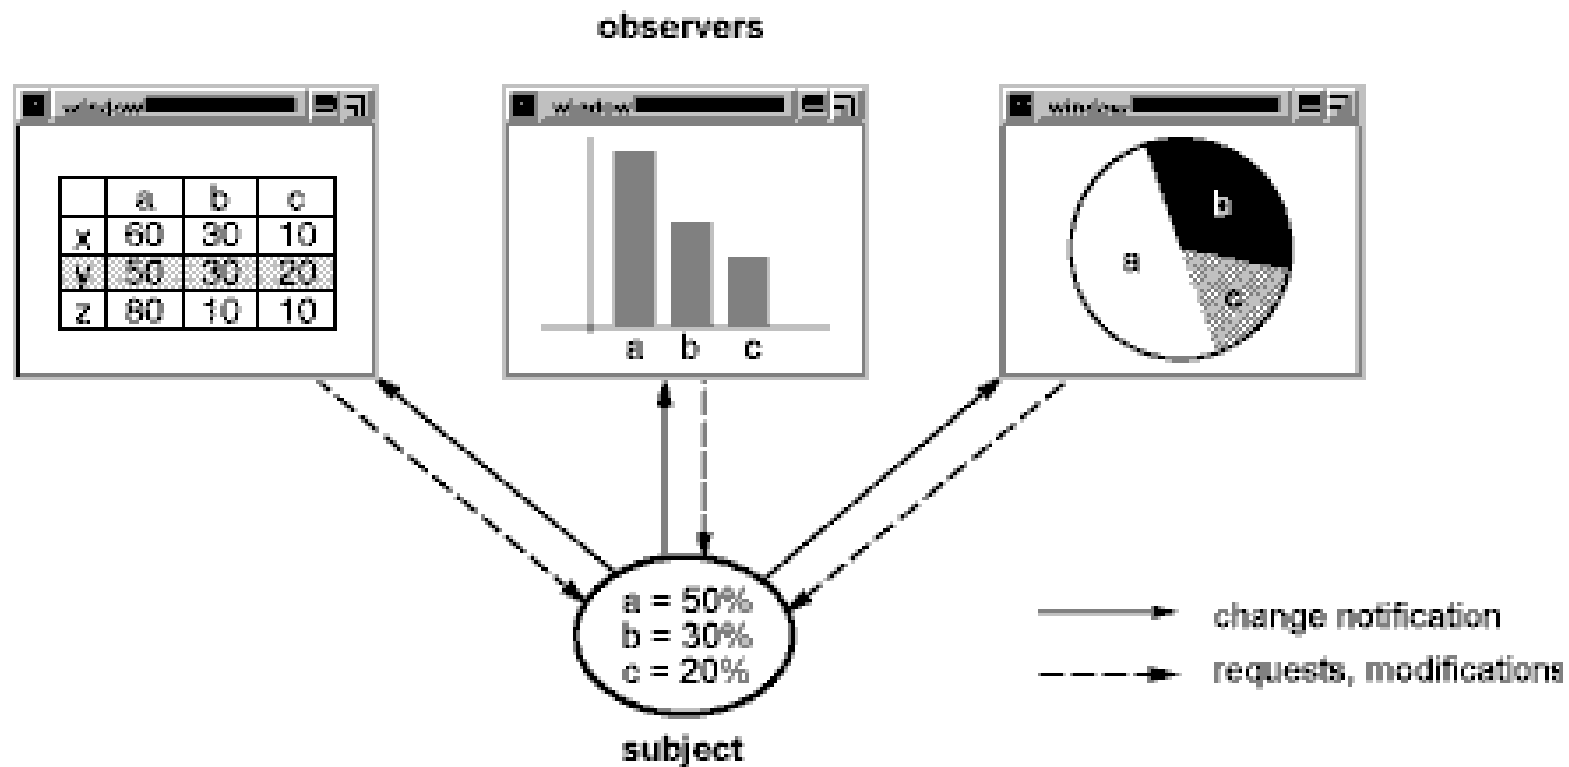 observers
window
window
window
a b c
x 60 30 10
y 50 30 20
z 80 10 10
a b c
b
a
c
a = 50%
b = 30%
c = 20%
subject
change notification
requests, modifications